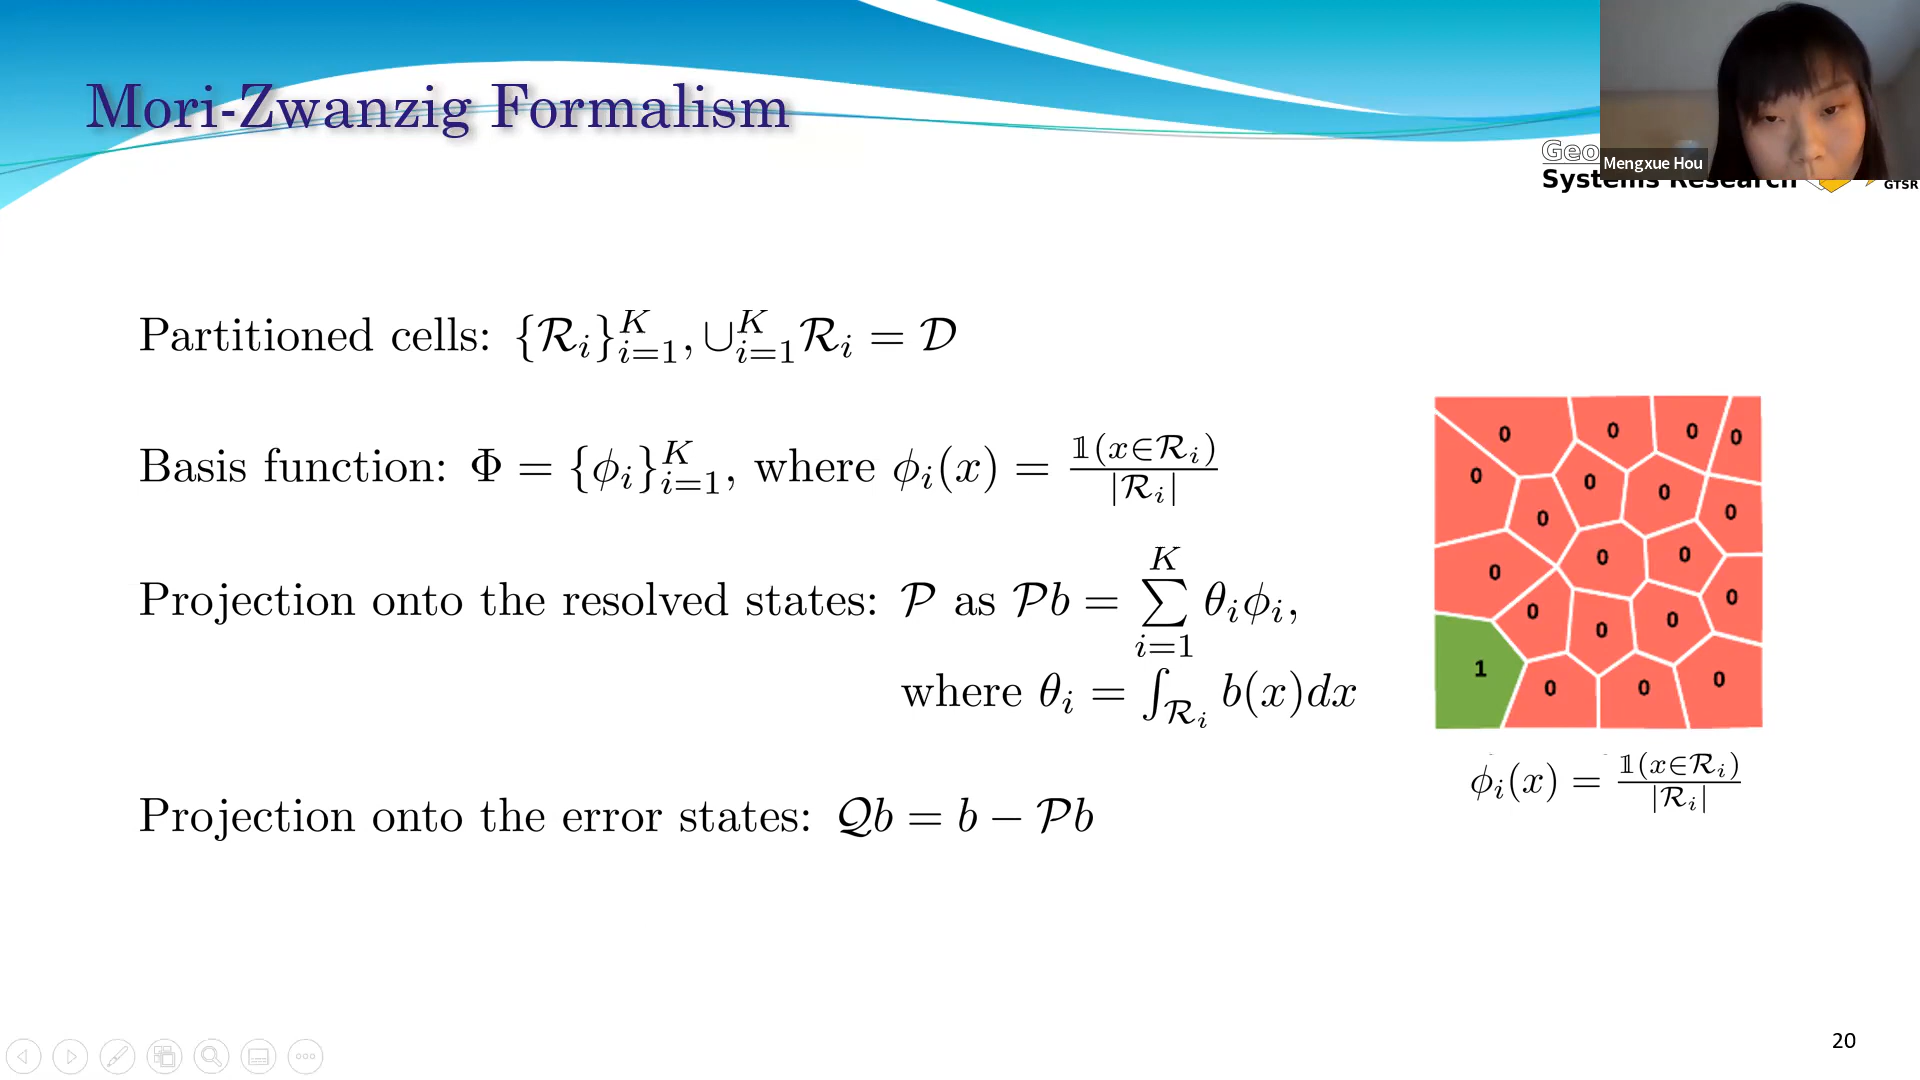 Mori-Zwanzig Formalism
Geo
Mengxue Hou
Systems Research
GTSR
Partitioned cells: {ℛᵢ}ᵢ₌₁ᴷ, ∪ᵢ₌₁ᴷ ℛᵢ = 𝒟
Basis function: Φ = {ϕᵢ}ᵢ₌₁ᴷ, where ϕᵢ(x) = 𝟙(x∈ℛᵢ)/|ℛᵢ|
Projection onto the resolved states: 𝒫 as 𝒫b = ∑ᵢ₌₁ᴷ θᵢϕᵢ,
where θᵢ = ∫_ℛᵢ b(x)dx
Projection onto the error states: 𝒬b = b − 𝒫b
0 0 0 0
0 0 0
0 0
0 0
0
0
0 0
0
1 0 0 0
ϕᵢ(x) = 𝟙(x∈ℛᵢ)/|ℛᵢ|
20